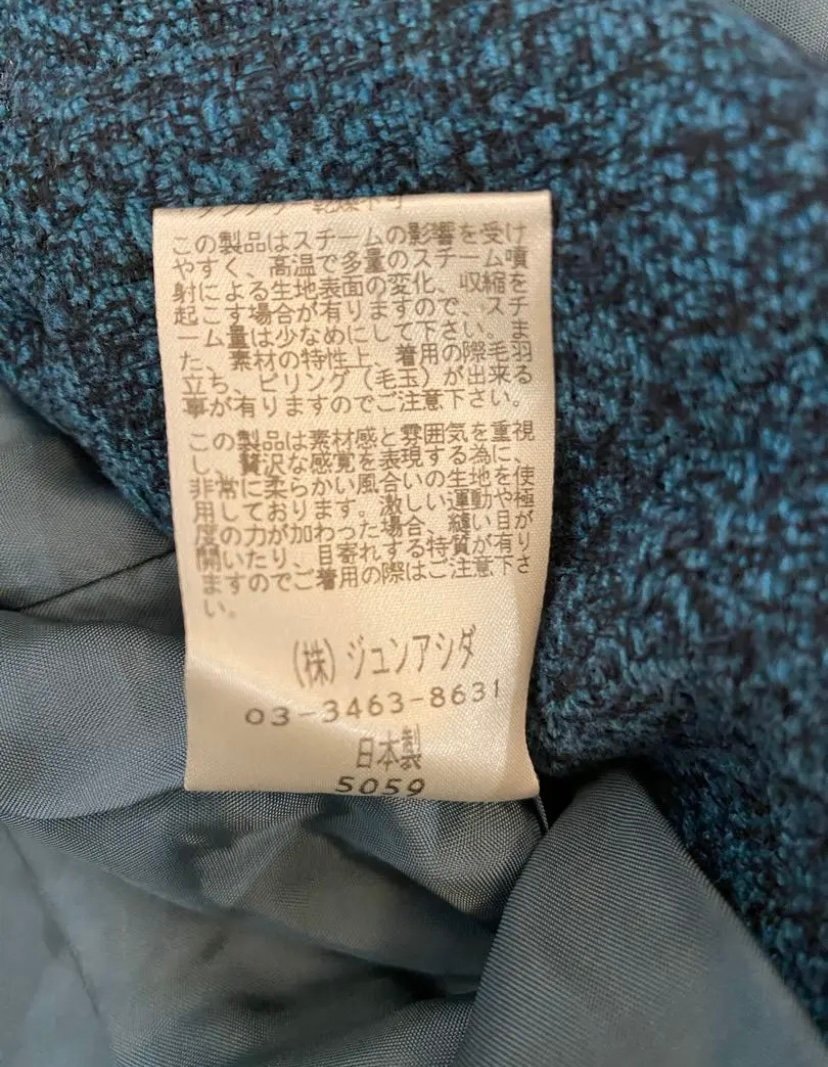 タンブラー乾燥不可
この製品はスチームの影響を受け
やすく、高温で多量のスチーム噴
射による生地表面の変化、収縮を
起こす場合が有りますので、スチ
ーム量は少なめにして下さい。ま
た、素材の特性上、着用の際毛羽
立ち、ピリング（毛玉）が出来る
事が有りますのでご注意下さい。
この製品は素材感と雰囲気を重視
し、贅沢な感覚を表現する為に、
非常に柔らかい風合いの生地を使
用しております。激しい運動や極
度の力が加わった場合、縫い目が
開いたり、目寄れする特質が有り
ますのでご着用の際はご注意下さ
い。
(株)ジュンアシダ
03-3463-8631
日本製
5059